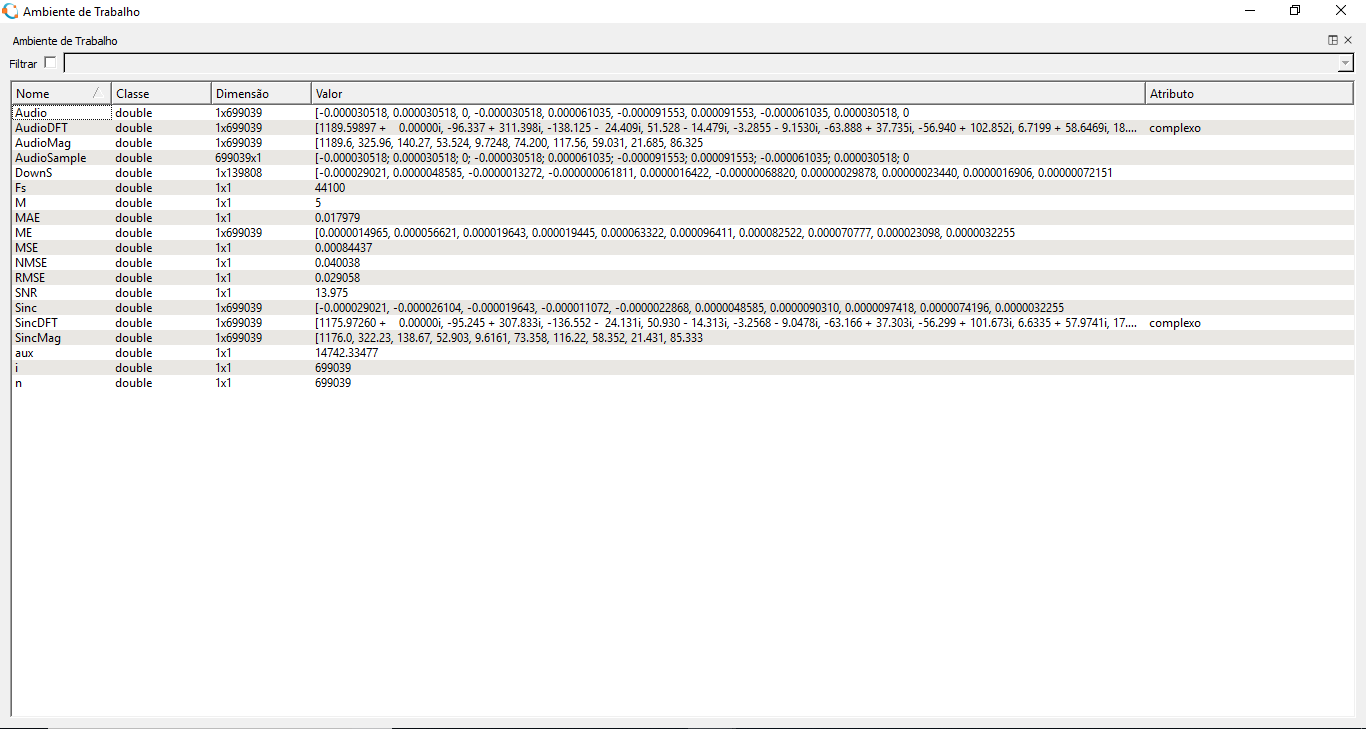 Ambiente de Trabalho
Ambiente de Trabalho
Filtrar
Nome Classe Dimensão Valor Atributo
Audio double 1x699039 [-0.000030518, 0.000030518, 0, -0.000030518, 0.000061035, -0.000091553, 0.000091553, -0.000061035, 0.000030518, 0
AudioDFT double 1x699039 [1189.59897 + 0.00000i, -96.337 + 311.398i, -138.125 - 24.409i, 51.528 - 14.479i, -3.2855 - 9.1530i, -63.888 + 37.735i, -56.940 + 102.852i, 6.7199 + 58.6469i, 18.... complexo
AudioMag double 1x699039 [1189.6, 325.96, 140.27, 53.524, 9.7248, 74.200, 117.56, 59.031, 21.685, 86.325
AudioSample double 699039x1 [-0.000030518; 0.000030518; 0; -0.000030518; 0.000061035; -0.000091553; 0.000091553; -0.000061035; 0.000030518; 0
DownS double 1x139808 [-0.000029021, 0.0000048585, -0.0000013272, -0.000000061811, 0.0000016422, -0.00000068820, 0.00000029878, 0.00000023440, 0.0000016906, 0.00000072151
Fs double 1x1 44100
M double 1x1 5
MAE double 1x1 0.017979
ME double 1x699039 [0.0000014965, 0.000056621, 0.000019643, 0.000019445, 0.000063322, 0.000096411, 0.000082522, 0.000070777, 0.000023098, 0.0000032255
MSE double 1x1 0.00084437
NMSE double 1x1 0.040038
RMSE double 1x1 0.029058
SNR double 1x1 13.975
Sinc double 1x699039 [-0.000029021, -0.000026104, -0.000019643, -0.000011072, -0.0000022868, 0.0000048585, 0.0000090310, 0.0000097418, 0.0000074196, 0.0000032255
SincDFT double 1x699039 [1175.97260 + 0.00000i, -95.245 + 307.833i, -136.552 - 24.131i, 50.930 - 14.313i, -3.2568 - 9.0478i, -63.166 + 37.303i, -56.299 + 101.673i, 6.6335 + 57.9741i, 17.... complexo
SincMag double 1x699039 [1176.0, 322.23, 138.67, 52.903, 9.6161, 73.358, 116.22, 58.352, 21.431, 85.333
aux double 1x1 14742.33477
i double 1x1 699039
n double 1x1 699039